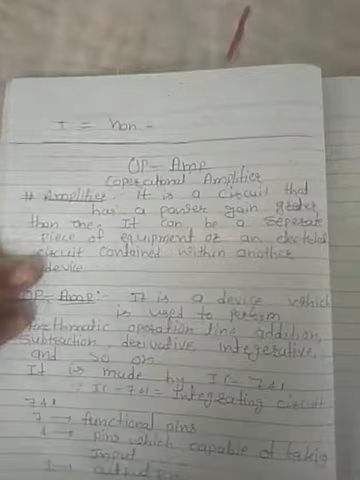 I = non -
OP - Amp
(operational Amplifier
# Amplifier - It is a circuit that
has a power gain greater
than one. It can be a seperate
piece of equipment or an electrical
circuit contained within another
device
OP-Amp :- It is a device which
is used to perform
arithmatic operation line addition,
subtraction, derivative integerative,
and so on
It is made by IC-741
∵ IC-741 = Integrating circuit
741
7 → functional pins
4 → pins which capable of taking
Input
1 → output pin